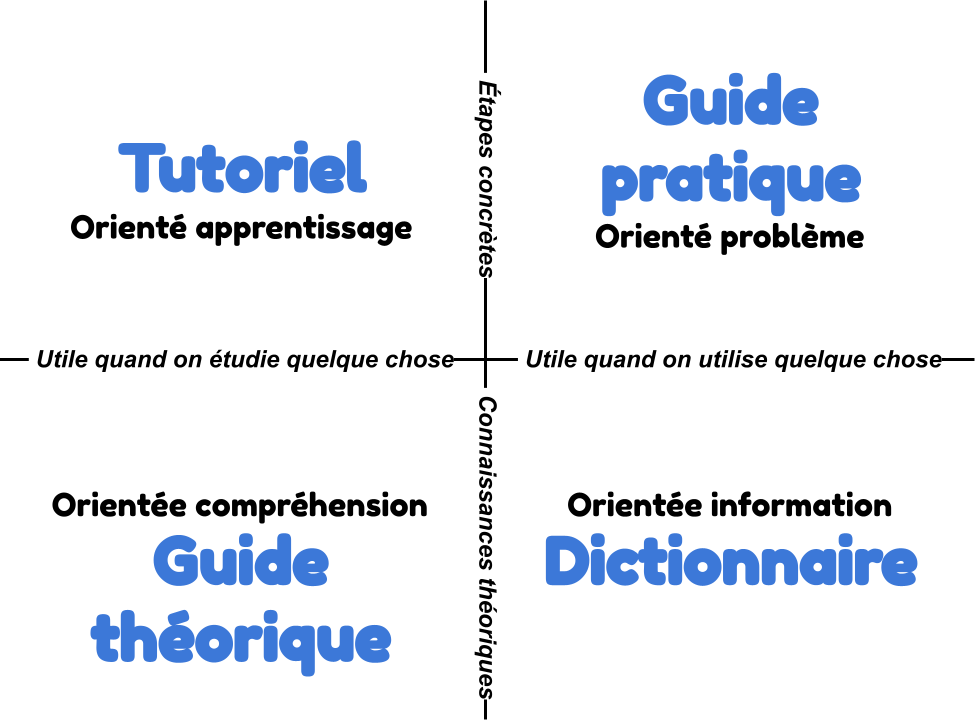 Tutoriel
Orienté apprentissage
Guide
pratique
Orienté problème
Étapes concrètes
Utile quand on étudie quelque chose
Utile quand on utilise quelque chose
Connaissances théoriques
Orientée compréhension
Guide
théorique
Orientée information
Dictionnaire